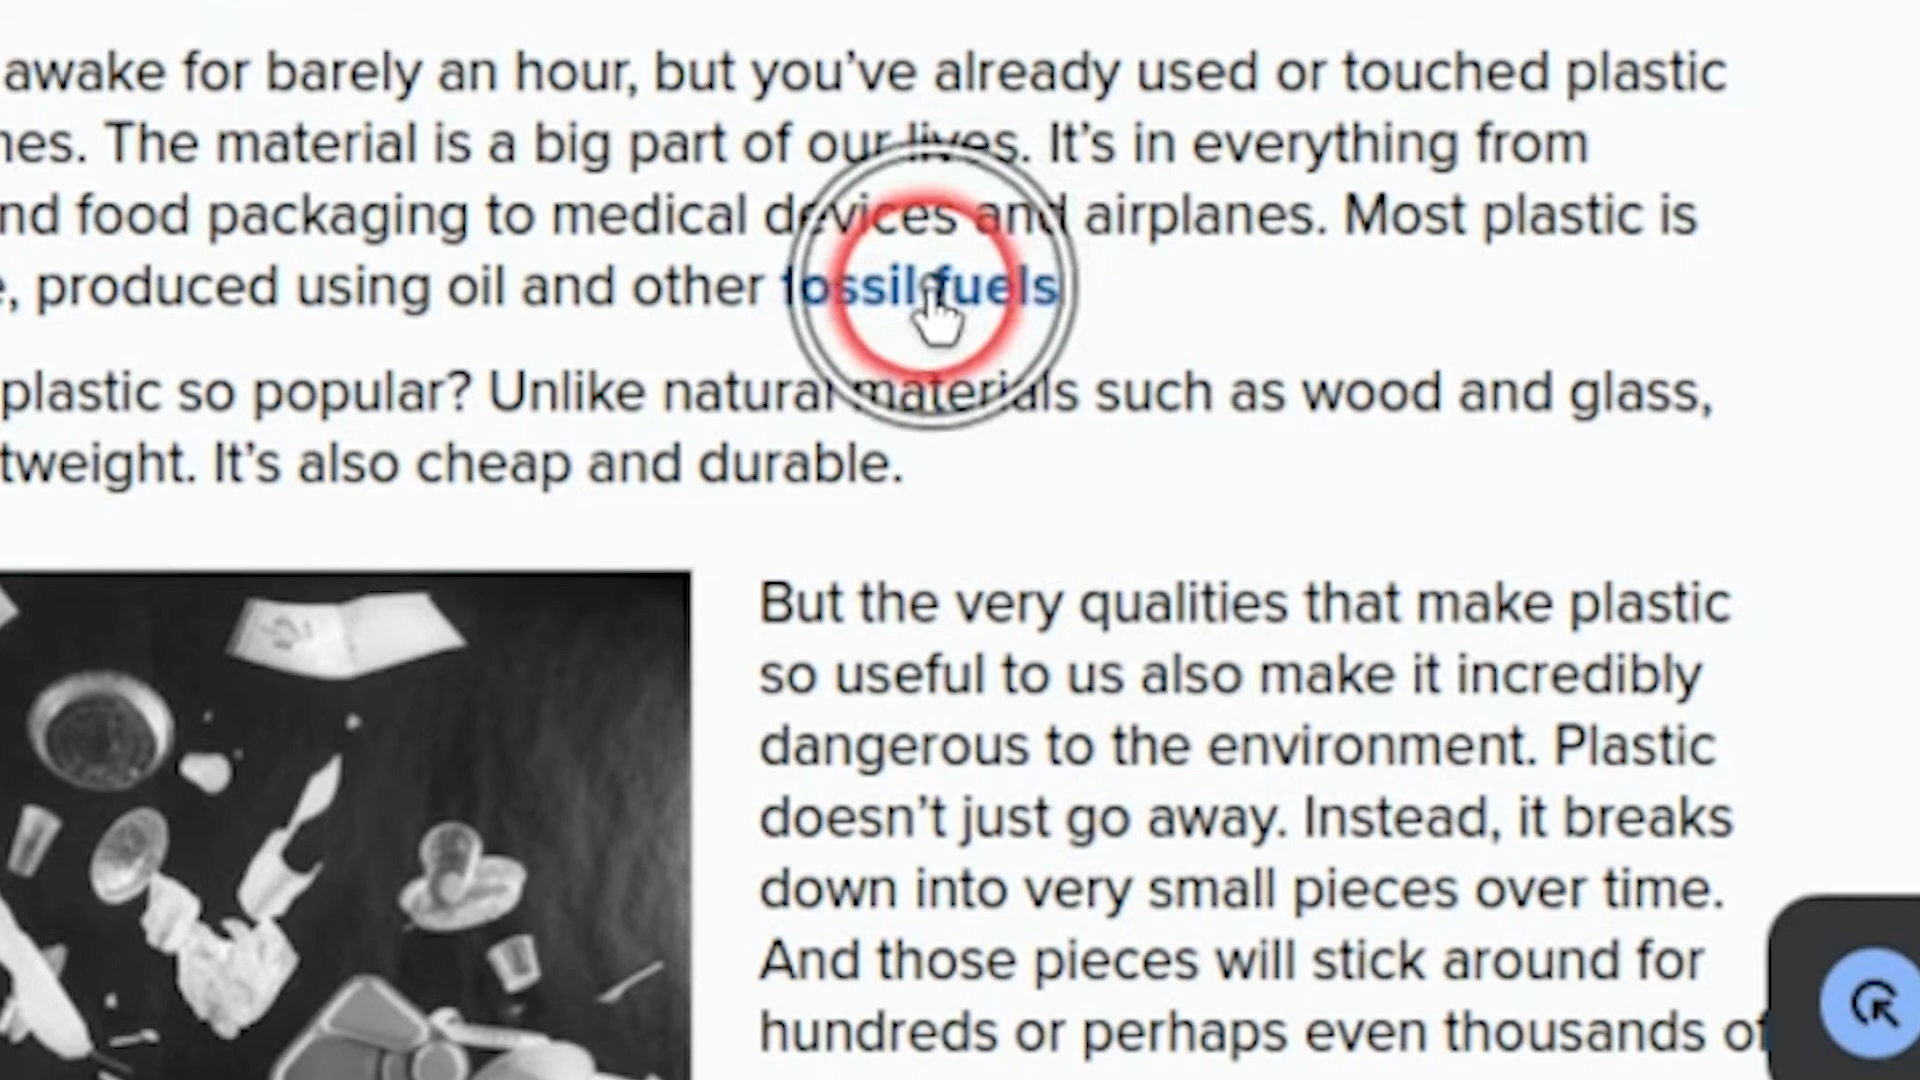 awake for barely an hour, but you've already used or touched plastic
nes. The material is a big part of our lives. It's in everything from
nd food packaging to medical devices and airplanes. Most plastic is
e, produced using oil and other fossil fuels
plastic so popular? Unlike natural materials such as wood and glass,
tweight. It's also cheap and durable.
But the very qualities that make plastic
so useful to us also make it incredibly
dangerous to the environment. Plastic
doesn't just go away. Instead, it breaks
down into very small pieces over time.
And those pieces will stick around for
hundreds or perhaps even thousands of